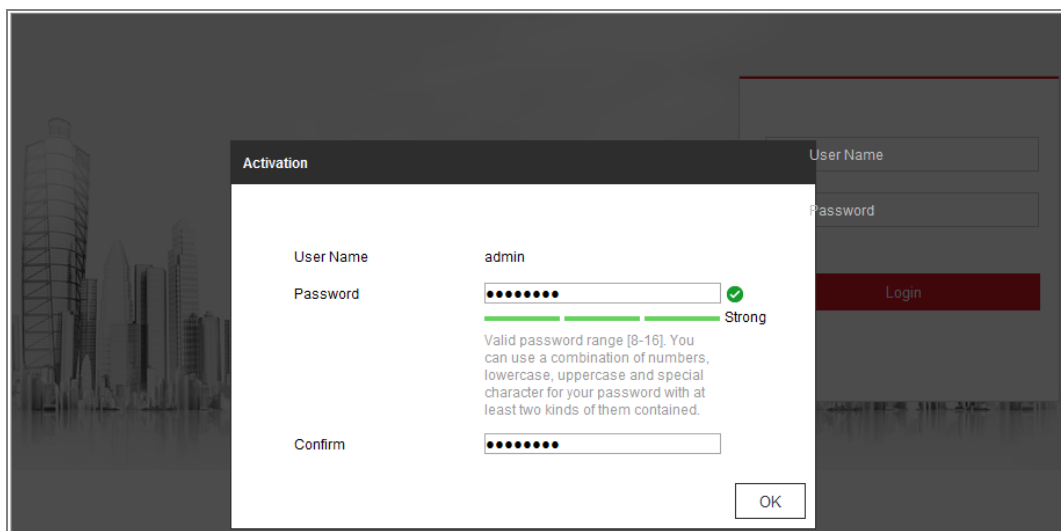 Activation
User Name admin
Password ●●●●●●●●
Strong
Valid password range [8-16]. You
can use a combination of numbers,
lowercase, uppercase and special
character for your password with at
least two kinds of them contained.
Confirm ●●●●●●●●
OK
User Name
Password
Login